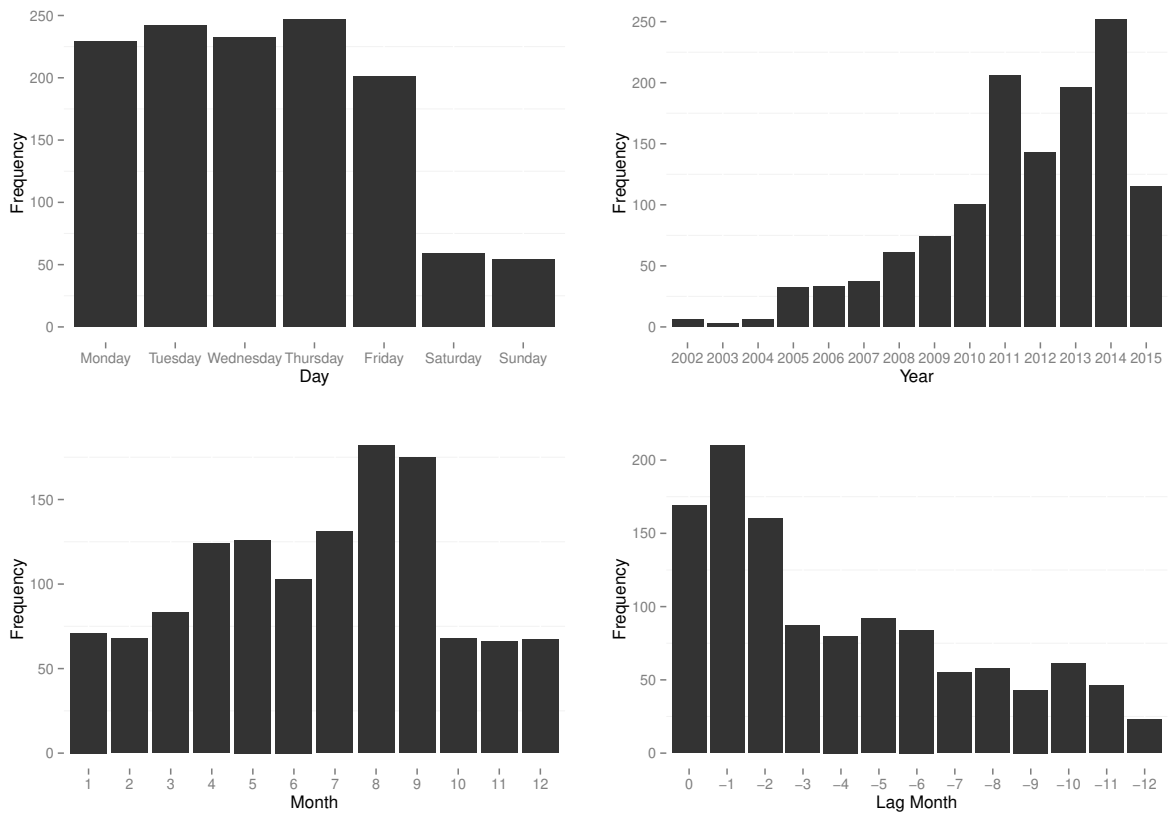 250
200
150
100
50
0
Frequency
Monday Tuesday Wednesday Thursday Friday Saturday Sunday
Day
250
200
150
100
50
0
Frequency
2002 2003 2004 2005 2006 2007 2008 2009 2010 2011 2012 2013 2014 2015
Year
150
100
50
0
Frequency
1 2 3 4 5 6 7 8 9 10 11 12
Month
200
150
100
50
0
Frequency
0 −1 −2 −3 −4 −5 −6 −7 −8 −9 −10 −11 −12
Lag Month